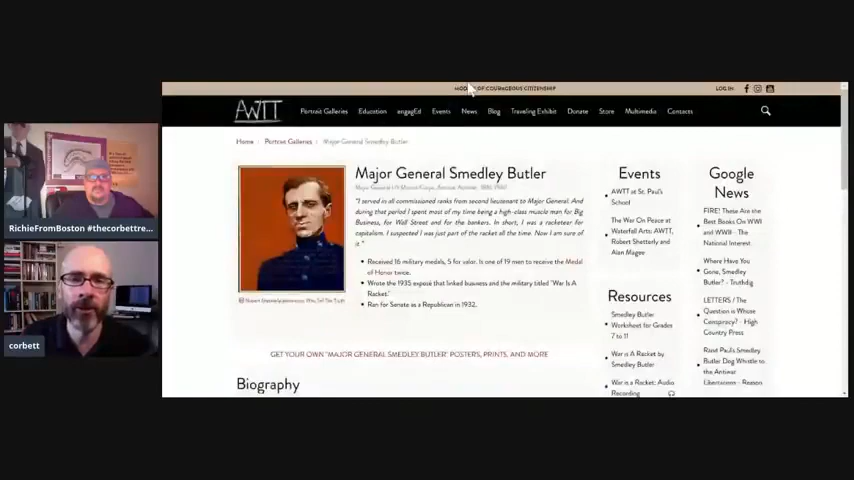 MODELS OF COURAGEOUS CITIZENSHIP
LOG IN
AWTT
Portrait Galleries Education engagEd Events News Blog Traveling Exhibit Donate Store Multimedia Contacts
Home Portrait Galleries Major General Smedley Butler
Major General Smedley Butler
"I served in all commissioned ranks from second lieutenant to Major General. And
during that period I spent most of my time being a high-class muscle man for Big
Business, for Wall Street and for the bankers. In short, I was a racketeer for
capitalism. I suspected I was just part of the racket all the time. Now I am sure of
it."
Received 16 military medals, 5 for valor. Is one of 19 men to receive the Medal
of Honor twice.
Wrote the 1935 exposé that linked business and the military titled "War Is A
Racket."
Ran for Senate as a Republican in 1932.
GET YOUR OWN "MAJOR GENERAL SMEDLEY BUTLER" POSTERS, PRINTS, AND MORE
Biography
Events
AWTT at St. Paul's
School
The War On Peace at
Waterfall Arts: AWTT,
Robert Shetterly and
Alan Magee
Resources
Smedley Butler
Worksheet for Grades
7 to 11
War is A Racket by
Smedley Butler
War is a Racket: Audio
Recording
Google
News
FIRE! These Are the
Best Books On WWI
and WWII - The
National Interest
Where Have You
Gone, Smedley
Butler? - Truthdig
LETTERS / The
Question is Whose
Conspiracy? - High
Country Press
Rand Paul's Smedley
Butler Dog Whistle to
the Antiwar
Libertarians - Reason
RichieFromBoston #thecorbettre...
corbett